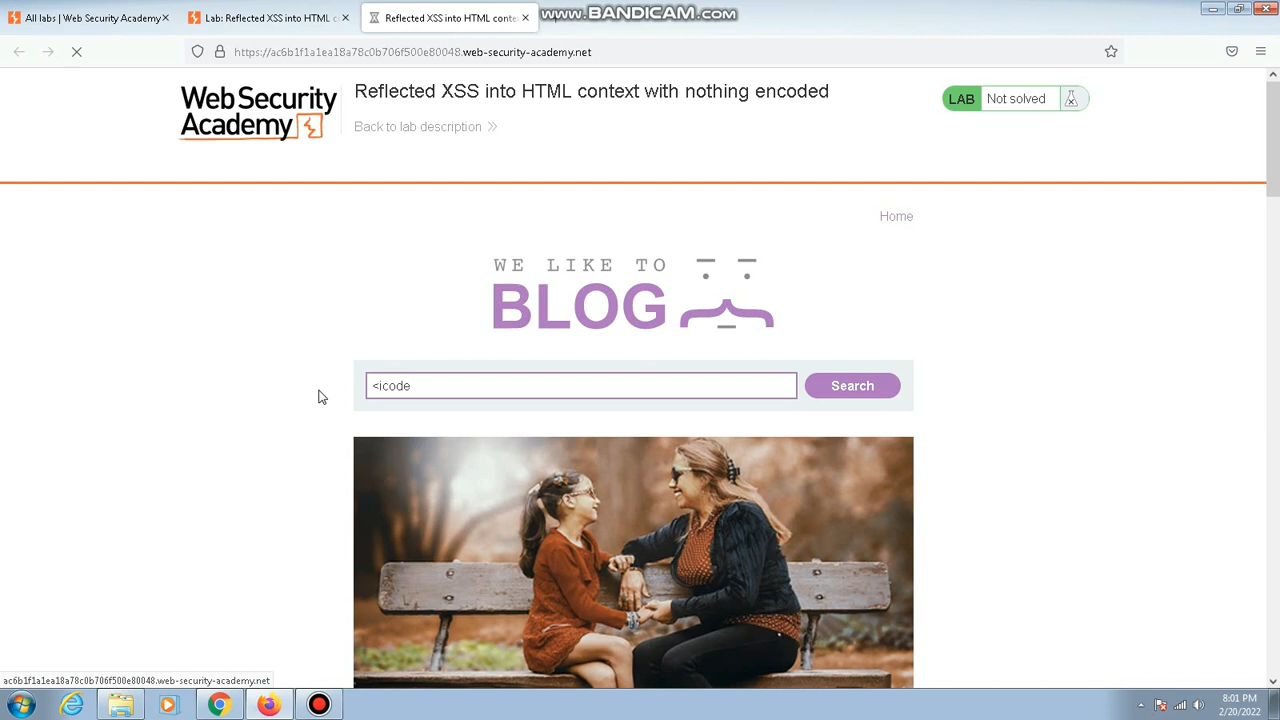 All labs | Web Security Academy
Lab: Reflected XSS into HTML c
Reflected XSS into HTML conte
www.BANDICAM.com
https://ac6b1f1a1ea18a78c0b706f500e80048.web-security-academy.net
Web Security
Academy
Reflected XSS into HTML context with nothing encoded
Back to lab description
LAB
Not solved
Home
WE LIKE TO
BLOG
<icode
Search
ac6b1f1a1ea18a78c0b706f500e80048.web-security-academy.net
8:01 PM
2/20/2022